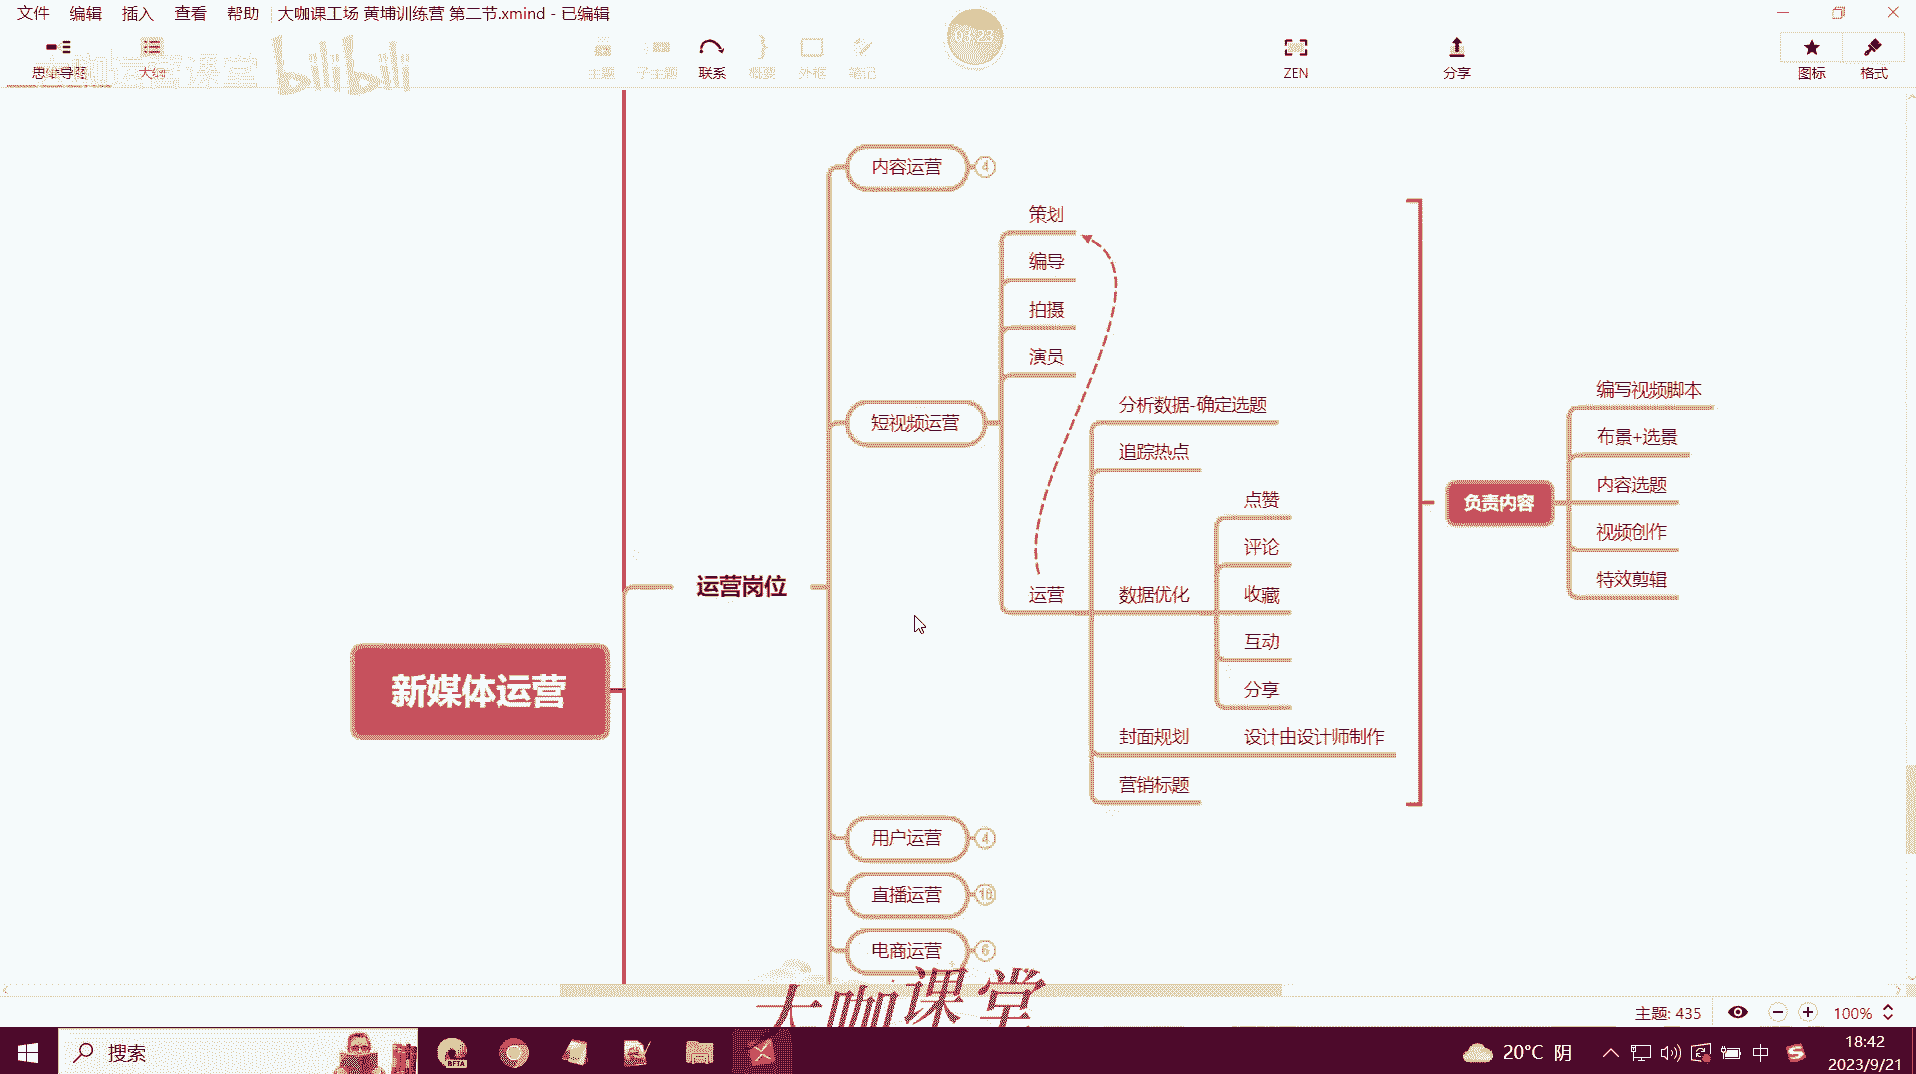 文件 编辑 插入 查看 帮助 大咖课工场 黄埔训练营 第二节.xmind - 已编辑
03:23
思维导图 大纲 主题 子主题 联系 概要 外框 笔记 ZEN 分享 图标 格式
bilibili
内容运营 4
策划
编导
拍摄
演员
短视频运营
分析数据-确定选题
追踪热点
点赞
评论
运营 数据优化 收藏
互动
分享
封面规划 设计由设计师制作
营销标题
负责内容
编写视频脚本
布景+选景
内容选题
视频创作
特效剪辑
运营岗位
新媒体运营
用户运营 4
直播运营 10
电商运营 6
大咖课堂
主题: 435 100%
搜索 20°C 阴 中 18:42
2023/9/21